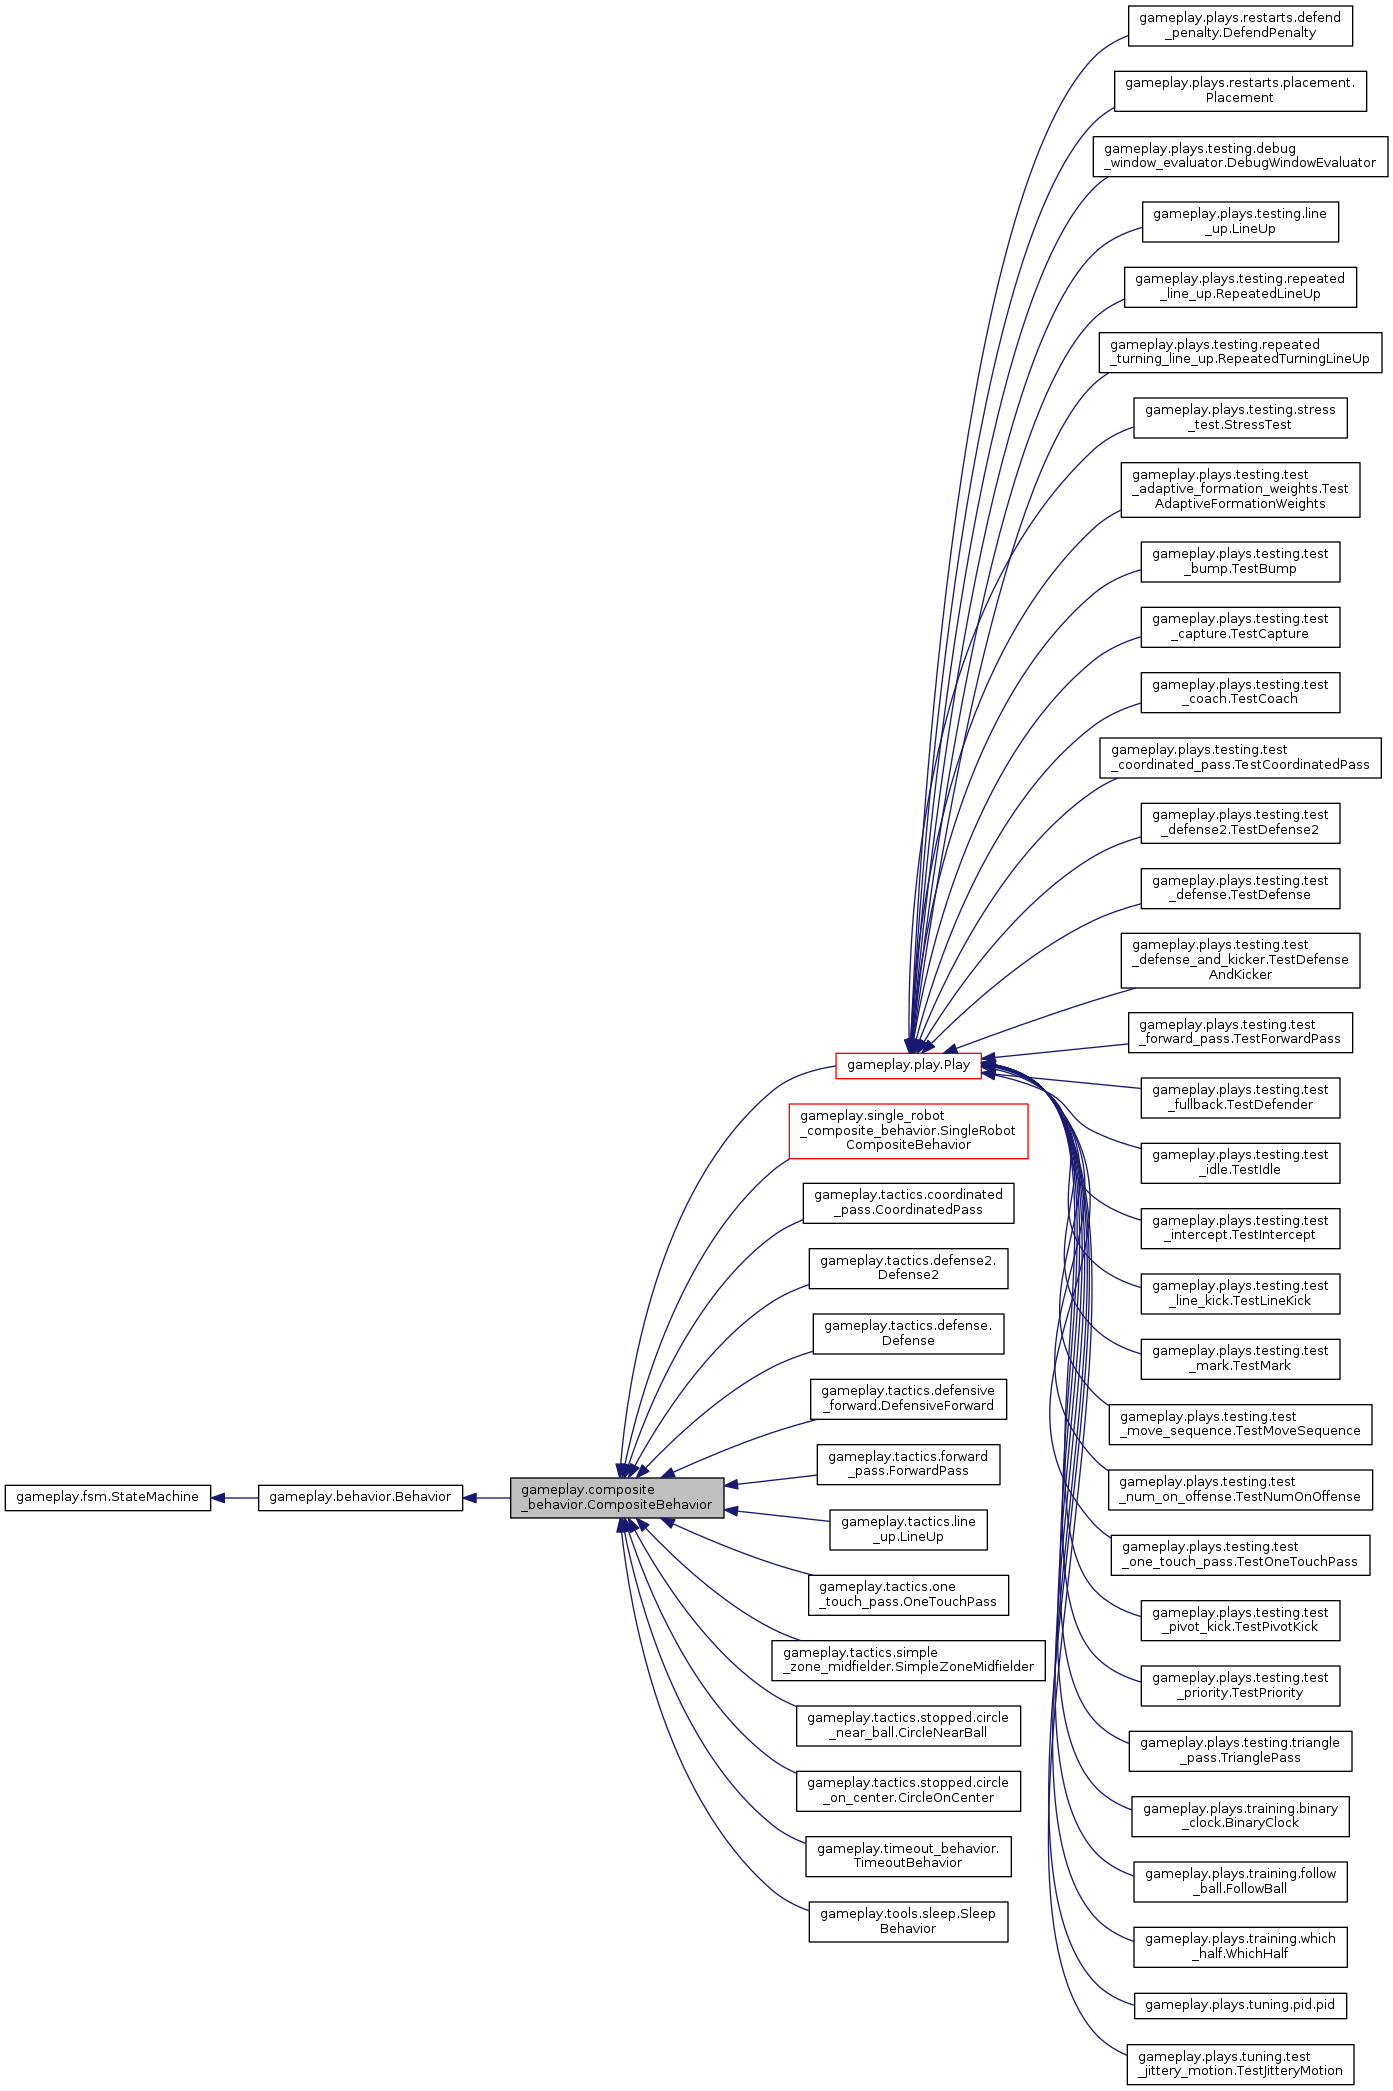 gameplay.plays.restarts.defend
_penalty.DefendPenalty
gameplay.plays.restarts.placement.
Placement
gameplay.plays.testing.debug
_window_evaluator.DebugWindowEvaluator
gameplay.plays.testing.line
_up.LineUp
gameplay.plays.testing.repeated
_line_up.RepeatedLineUp
gameplay.plays.testing.repeated
_turning_line_up.RepeatedTurningLineUp
gameplay.plays.testing.stress
_test.StressTest
gameplay.plays.testing.test
_adaptive_formation_weights.Test
AdaptiveFormationWeights
gameplay.plays.testing.test
_bump.TestBump
gameplay.plays.testing.test
_capture.TestCapture
gameplay.plays.testing.test
_coach.TestCoach
gameplay.plays.testing.test
_coordinated_pass.TestCoordinatedPass
gameplay.plays.testing.test
_defense2.TestDefense2
gameplay.plays.testing.test
_defense.TestDefense
gameplay.plays.testing.test
_defense_and_kicker.TestDefense
AndKicker
gameplay.plays.testing.test
_forward_pass.TestForwardPass
gameplay.play.Play
gameplay.plays.testing.test
_fullback.TestDefender
gameplay.single_robot
_composite_behavior.SingleRobot
CompositeBehavior
gameplay.plays.testing.test
_idle.TestIdle
gameplay.tactics.coordinated
_pass.CoordinatedPass
gameplay.plays.testing.test
_intercept.TestIntercept
gameplay.tactics.defense2.
Defense2
gameplay.plays.testing.test
_line_kick.TestLineKick
gameplay.tactics.defense.
Defense
gameplay.plays.testing.test
_mark.TestMark
gameplay.tactics.defensive
_forward.DefensiveForward
gameplay.plays.testing.test
_move_sequence.TestMoveSequence
gameplay.tactics.forward
_pass.ForwardPass
gameplay.fsm.StateMachine
gameplay.behavior.Behavior
gameplay.composite
_behavior.CompositeBehavior
gameplay.plays.testing.test
_num_on_offense.TestNumOnOffense
gameplay.tactics.line
_up.LineUp
gameplay.plays.testing.test
_one_touch_pass.TestOneTouchPass
gameplay.tactics.one
_touch_pass.OneTouchPass
gameplay.plays.testing.test
_pivot_kick.TestPivotKick
gameplay.tactics.simple
_zone_midfielder.SimpleZoneMidfielder
gameplay.plays.testing.test
_priority.TestPriority
gameplay.tactics.stopped.circle
_near_ball.CircleNearBall
gameplay.plays.testing.triangle
_pass.TrianglePass
gameplay.tactics.stopped.circle
_on_center.CircleOnCenter
gameplay.plays.training.binary
_clock.BinaryClock
gameplay.timeout_behavior.
TimeoutBehavior
gameplay.plays.training.follow
_ball.FollowBall
gameplay.tools.sleep.Sleep
Behavior
gameplay.plays.training.which
_half.WhichHalf
gameplay.plays.tuning.pid.pid
gameplay.plays.tuning.test
_jittery_motion.TestJitteryMotion